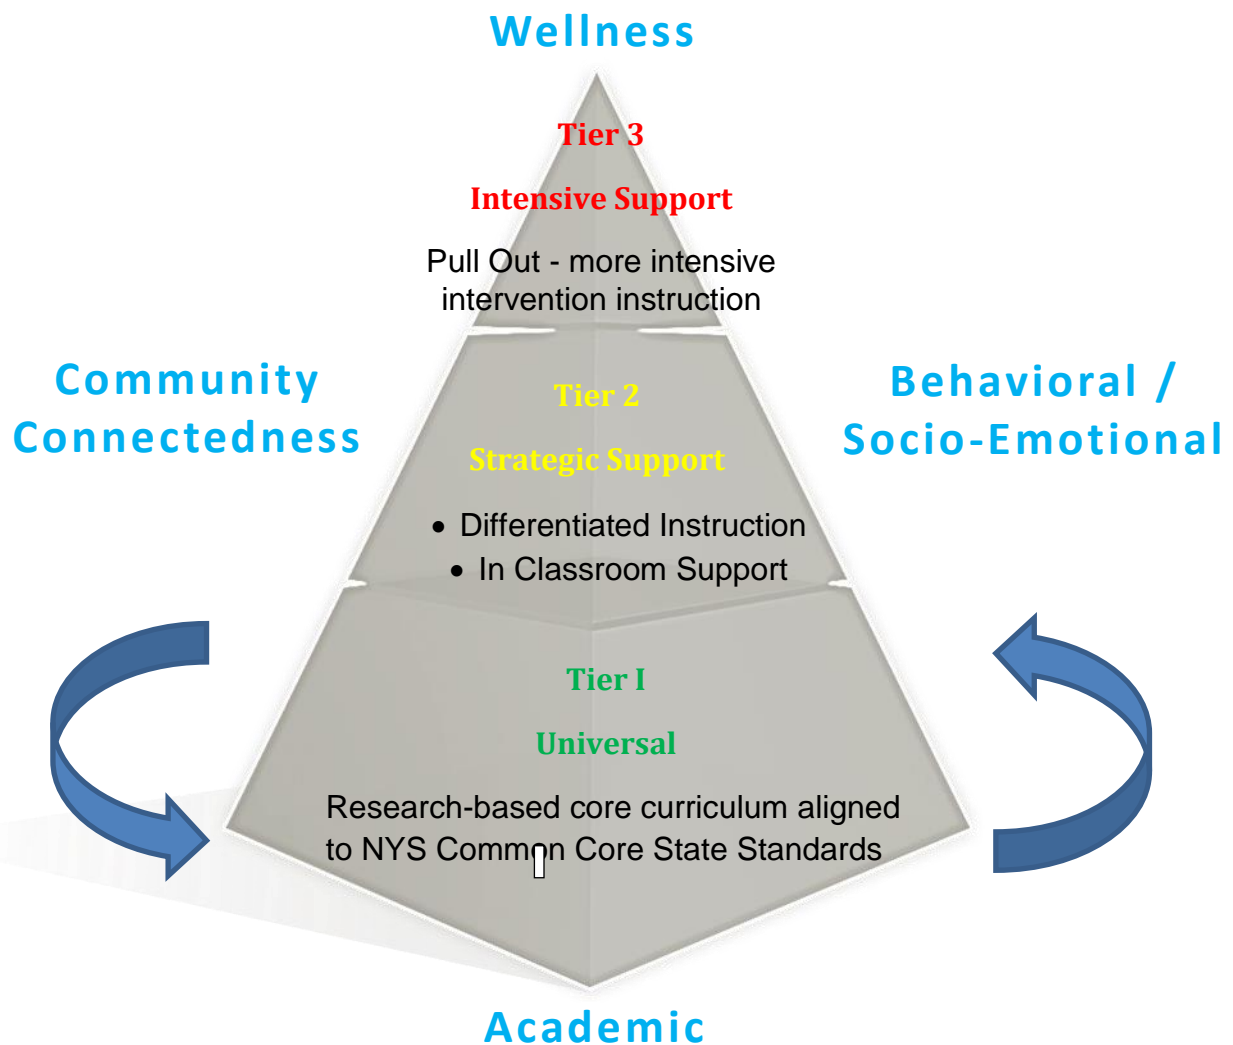 Wellness
Tier 3
Intensive Support
Pull Out - more intensive
intervention instruction
Community
Connectedness
Behavioral /
Socio-Emotional
Tier 2
Strategic Support
• Differentiated Instruction
• In Classroom Support
Tier I
Universal
Research-based core curriculum aligned
to NYS Common Core State Standards
Academic